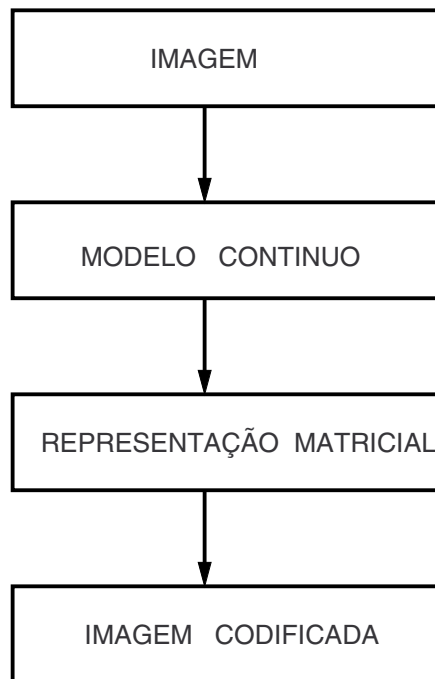 IMAGEM
MODELO CONTINUO
REPRESENTAÇÃO MATRICIAL
IMAGEM CODIFICADA